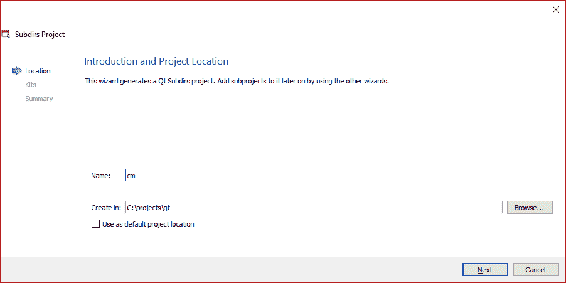 Subdirs Project
Introduction and Project Location
Location
This wizard generates a Qt Subdirs project. Add subprojects to it later on by using the other wizards.
Kits
Summary
Name: cm
Create in: C:\projects\qt
Browse...
Use as default project location
Next
Cancel